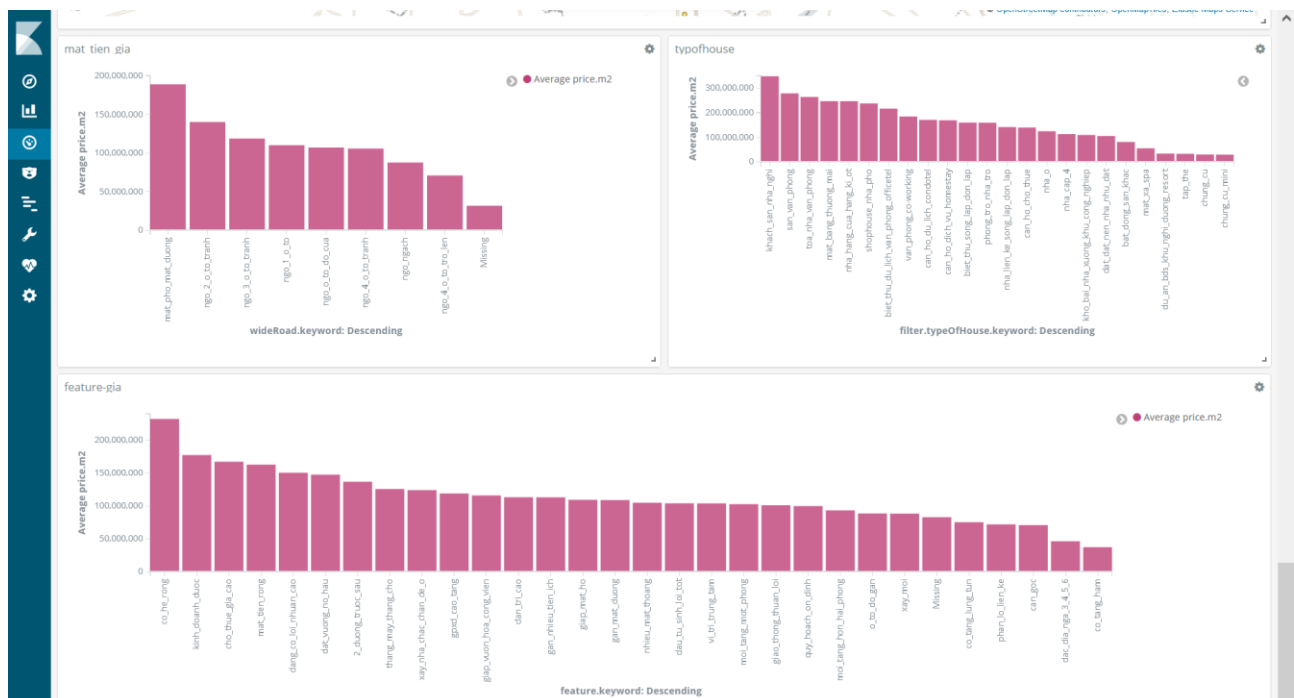 OpenStreetMap contributors, OpenMapTiles, Elastic Maps Service
mat_tien_gia
Average price.m2
200,000,000
150,000,000
100,000,000
50,000,000
0
Average price.m2
mat_pho_mat_duong
ngo_2_o_to_tranh
ngo_3_o_to_tranh
ngo_1_o_to
ngo_o_to_do_cua
ngo_4_o_to_tranh
ngo_ngach
ngo_4_o_to_tro_len
Missing
wideRoad.keyword: Descending
typofhouse
Average price.m2
300,000,000
200,000,000
100,000,000
0
khach_san_nha_nghi
san_van_phong
toa_nha_van_phong
mat_bang_thuong_mai
nha_hang_cua_hang_ki_ot
shophouse_nha_pho
biet_thu_du_lich_van_phong_officetel
van_phong_co-working
can_ho_du_lich_condotel
can_ho_dich_vu_homestay
biet_thu_song_lap_don_lap
phong_tro_nha_tro
nha_lien_ke_song_lap_don_lap
can_ho_cho_thue
nha_o
nha_cap_4
kho_bai_nha_xuong_khu_cong_nghiep
dat_dat_nen_nha_nhu_dat
bat_dong_san_khac
mat_xa_spa
du_an_bds_khu_nghi_duong_resort
tap_the
chung_cu
chung_cu_mini
filter.typeOfHouse.keyword: Descending
feature-gia
Average price.m2
200,000,000
150,000,000
100,000,000
50,000,000
0
Average price.m2
co_he_rong
kinh_doanh_duoc
cho_thue_gia_cao
mat_tien_rong
dang_co_loi_nhuan_cao
dat_vuong_no_hau
2_duong_truoc_sau
thang_may_thang_cho
xay_nha_chac_chan_de_o
gpxd_cao_tang
giap_vuon_hoa_cong_vien
dan_tri_cao
gan_nhieu_tien_ich
giap_mat_ho
gan_mat_duong
nhieu_mat_thoang
dau_tu_sinh_loi_tot
vi_tri_trung_tam
moi_tang_mot_phong
giao_thong_thuan_loi
quy_hoach_on_dinh
moi_tang_hon_hai_phong
o_to_do_gan
xay_moi
Missing
co_tang_lung_tun
phan_lo_lien_ke
can_goc
dac_dia_nga_3_4_5_6
co_tang_ham
feature.keyword: Descending